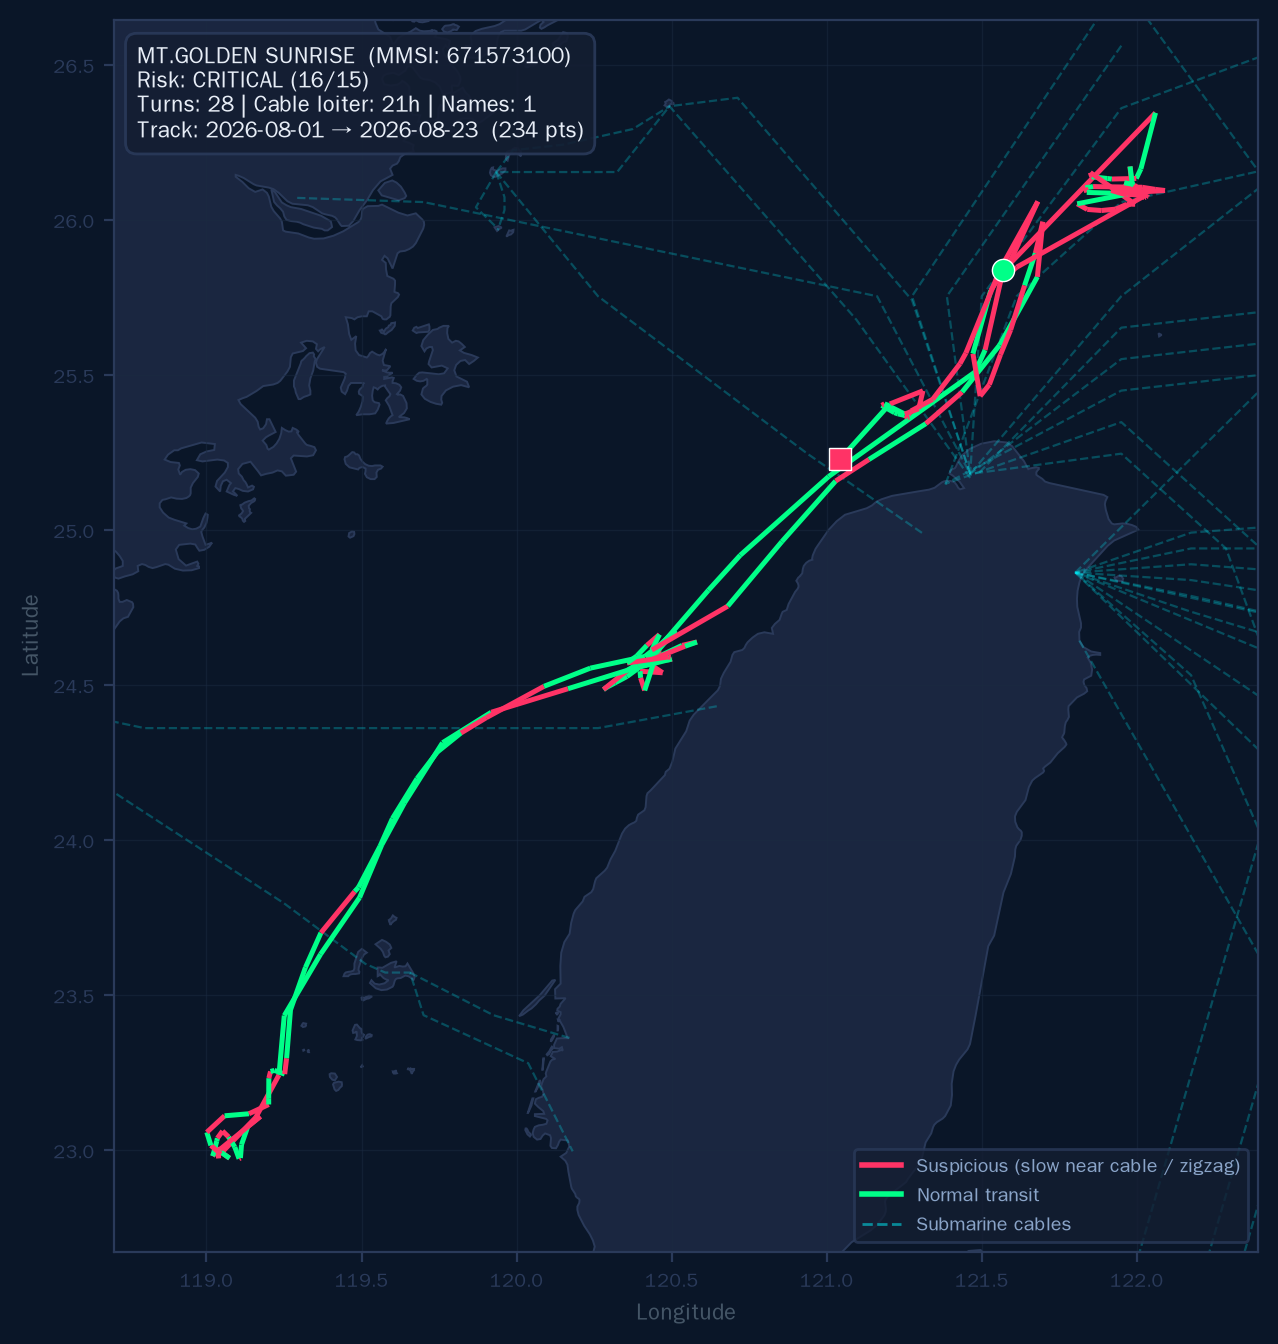 MT.GOLDEN SUNRISE (MMSI: 671573100)
Risk: CRITICAL (16/15)
Turns: 28 | Cable loiter: 21h | Names: 1
Track: 2026-08-01 → 2026-08-23 (234 pts)
26.5
26.0
25.5
25.0
24.5
24.0
23.5
23.0
Latitude
Suspicious (slow near cable / zigzag)
Normal transit
Submarine cables
119.0
119.5
120.0
120.5
121.0
121.5
122.0
Longitude